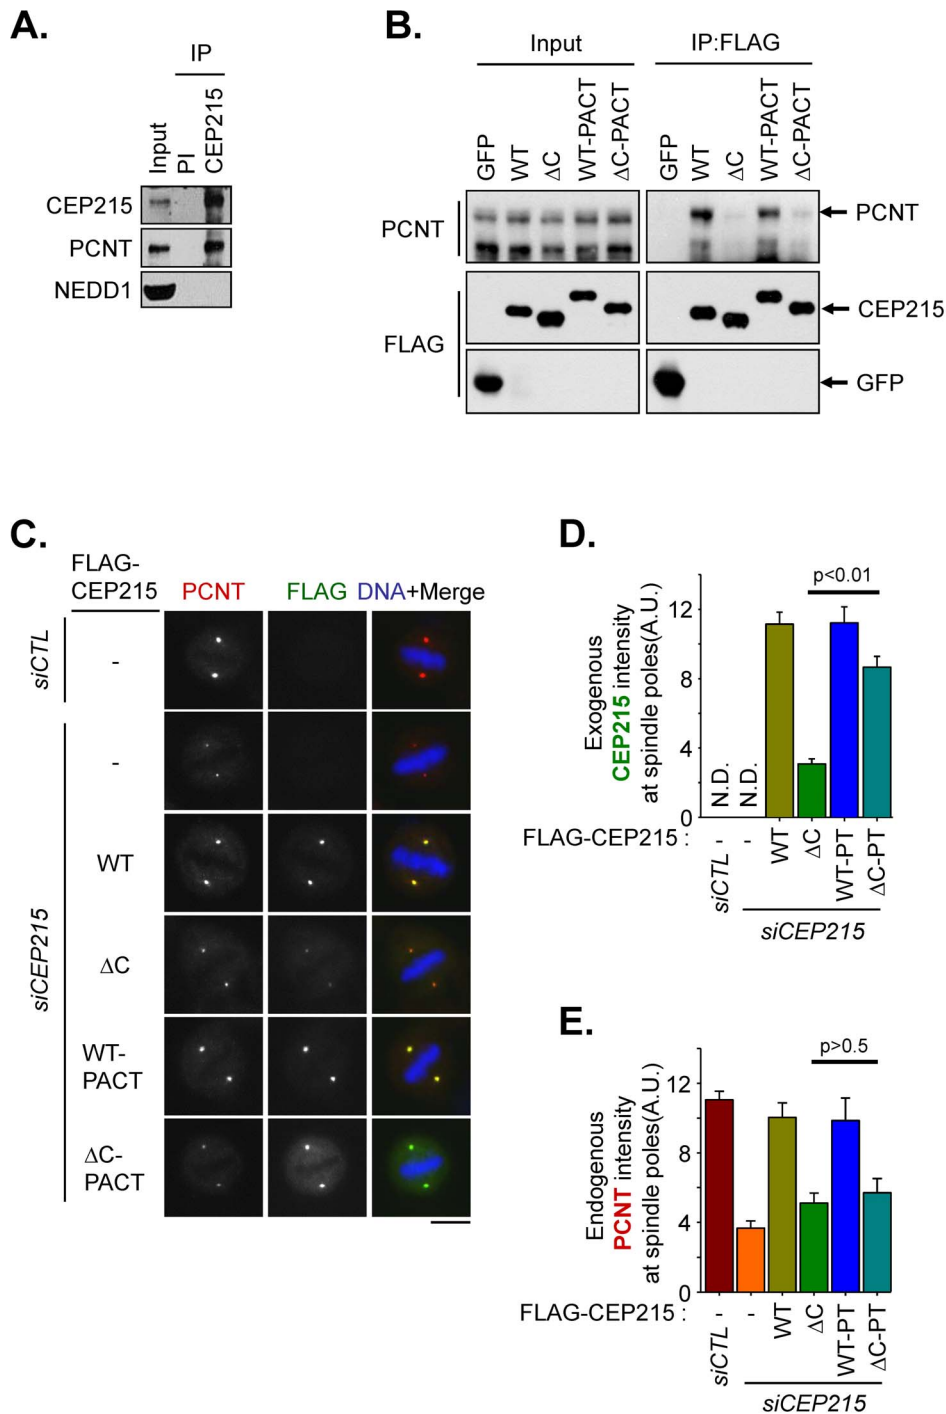 A.
IP
Input
PI
CEP215
CEP215
PCNT
NEDD1
B.
Input
IP:FLAG
GFP
WT
ΔC
WT-PACT
ΔC-PACT
GFP
WT
ΔC
WT-PACT
ΔC-PACT
PCNT
PCNT
FLAG
CEP215
GFP
C.
FLAG-
CEP215
PCNT
FLAG
DNA+Merge
siCTL
-
siCEP215
-
WT
ΔC
WT-
PACT
ΔC-
PACT
D.
Exogenous
CEP215 intensity
at spindle poles(A.U.)
12
8
4
0
p<0.01
N.D.
N.D.
FLAG-CEP215 :
-
-
WT
ΔC
WT-PT
ΔC-PT
siCTL
siCEP215
E.
Endogenous
PCNT intensity
at spindle poles(A.U.)
12
8
4
0
p>0.5
FLAG-CEP215 :
-
-
WT
ΔC
WT-PT
ΔC-PT
siCTL
siCEP215